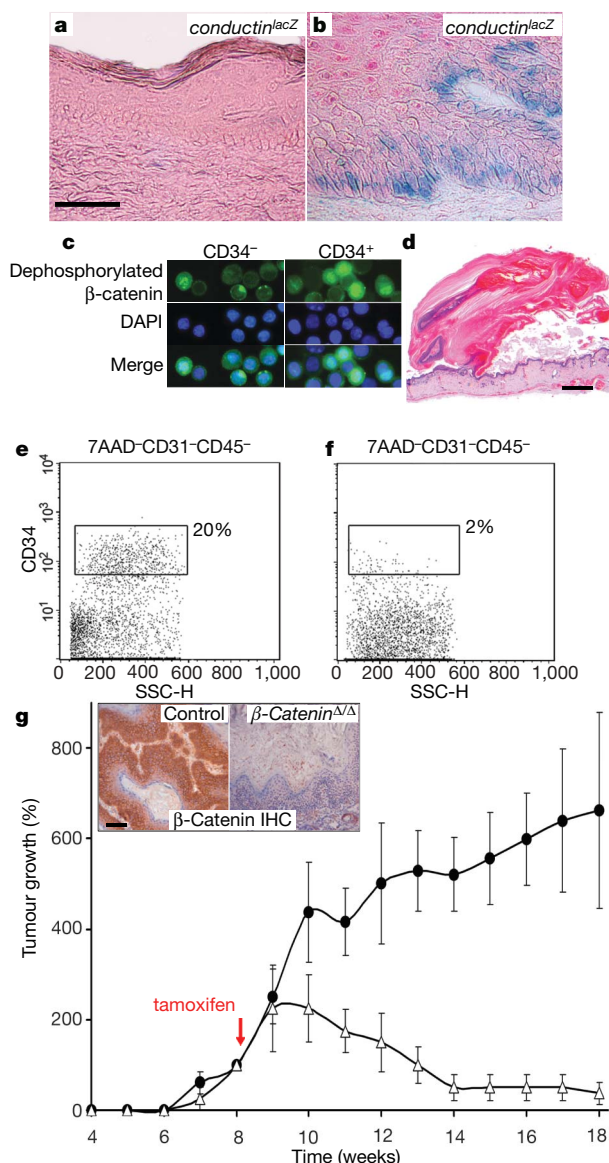 a conductin^lacZ b conductin^lacZ
c CD34⁻ CD34⁺ d
Dephosphorylated
β-catenin
DAPI
Merge
e 7AAD⁻CD31⁻CD45⁻ f 7AAD⁻CD31⁻CD45⁻
10⁴
10³
10²
10¹
CD34
20%
2%
0 200 400 600 800 1,000 0 200 400 600 800 1,000
SSC-H SSC-H
g
Control β-Catenin^Δ/Δ
β-Catenin IHC
800
600
400
200
0
Tumour growth (%)
tamoxifen
4 6 8 10 12 14 16 18
Time (weeks)